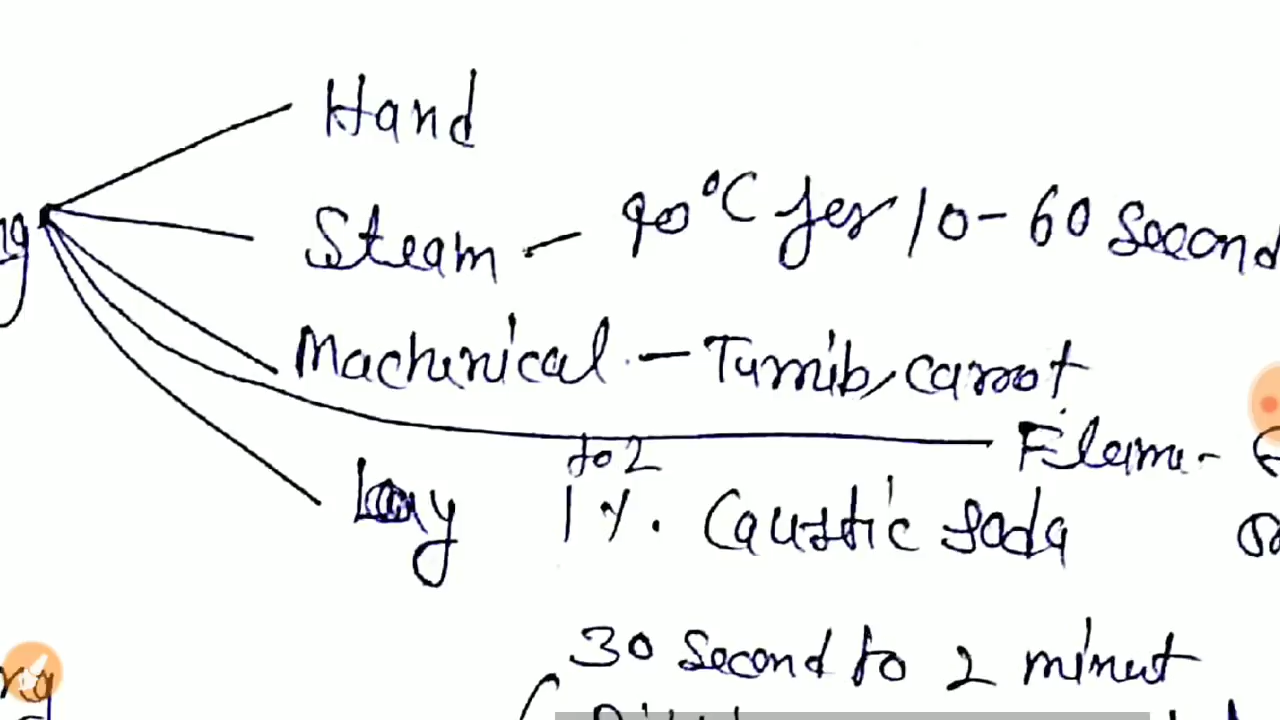 Hand
Steam - 90°C for 10-60 Second
Machenical - Turnib, carrot
Flame -
Lay 1 to 2 %. Caustic Soda
30 Second to 2 minut